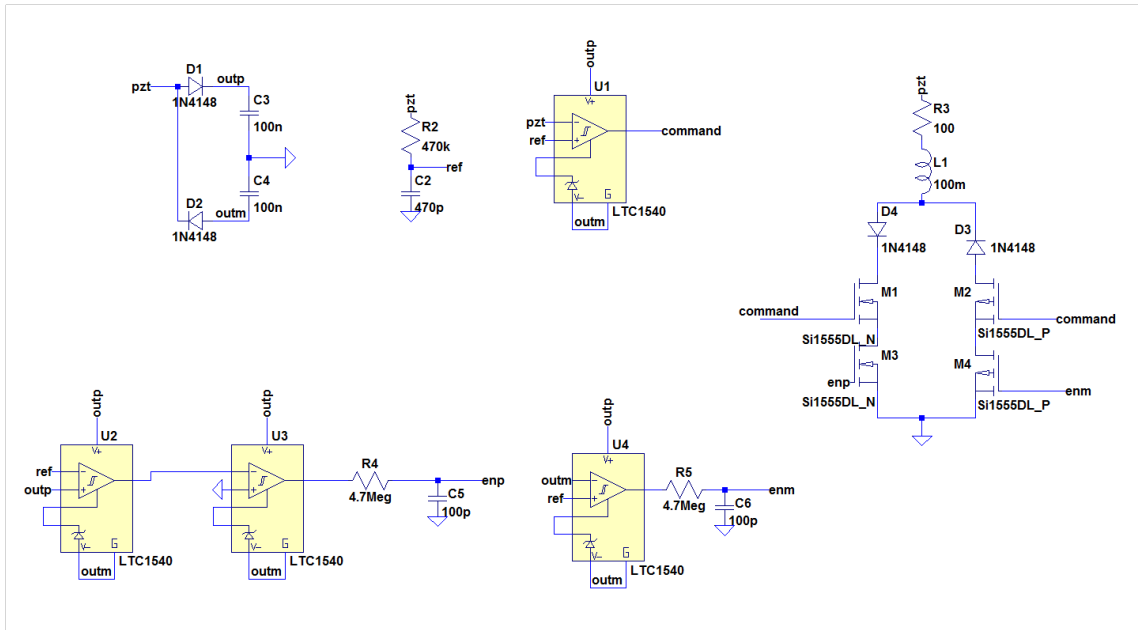 D1
pzt
outp
1N4148
C3
100n
C4
100n
D2
outm
1N4148
pzt
R2
470k
ref
C2
470p
outp
U1
V+
pzt
ref
command
V-
G
LTC1540
outm
pzt
R3
100
L1
100m
D4
1N4148
D3
1N4148
M1
M2
command
command
Si1555DL_N
Si1555DL_P
M3
M4
enp
enm
Si1555DL_N
Si1555DL_P
outp
U2
V+
ref
outp
V-
G
LTC1540
outm
outp
U3
V+
V-
G
LTC1540
outm
R4
4.7Meg
enp
C5
100p
outp
U4
V+
outm
ref
V-
G
LTC1540
outm
R5
4.7Meg
enm
C6
100p